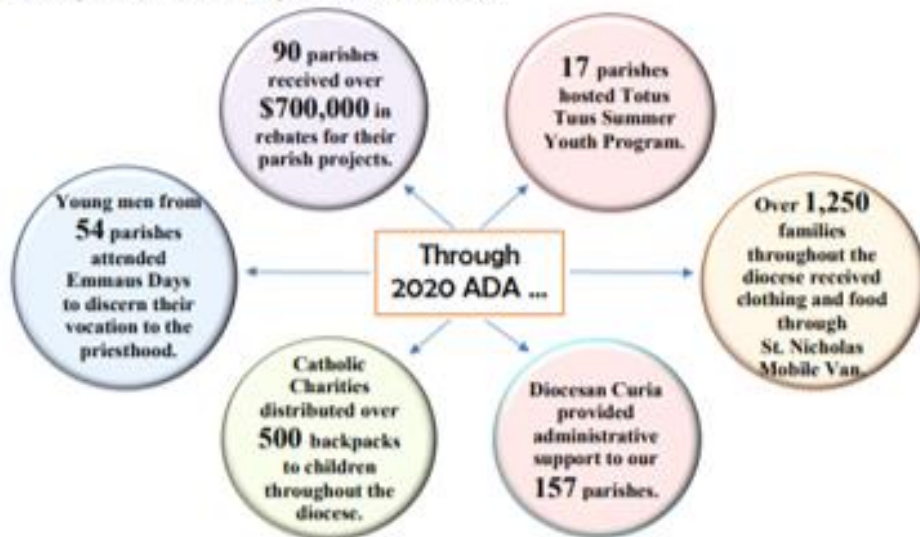 90 parishes
received over
$700,000 in
rebates for their
parish projects.
17 parishes
hosted Totus
Tuus Summer
Youth Program.
Young men from
54 parishes
attended
Emmaus Days
to discern their
vocation to the
priesthood.
Through
2020 ADA ...
Over 1,250
families
throughout the
diocese received
clothing and food
through
St. Nicholas
Mobile Van.
Catholic
Charities
distributed over
500 backpacks
to children
throughout the
diocese.
Diocesan Curia
provided
administrative
support to our
157 parishes.